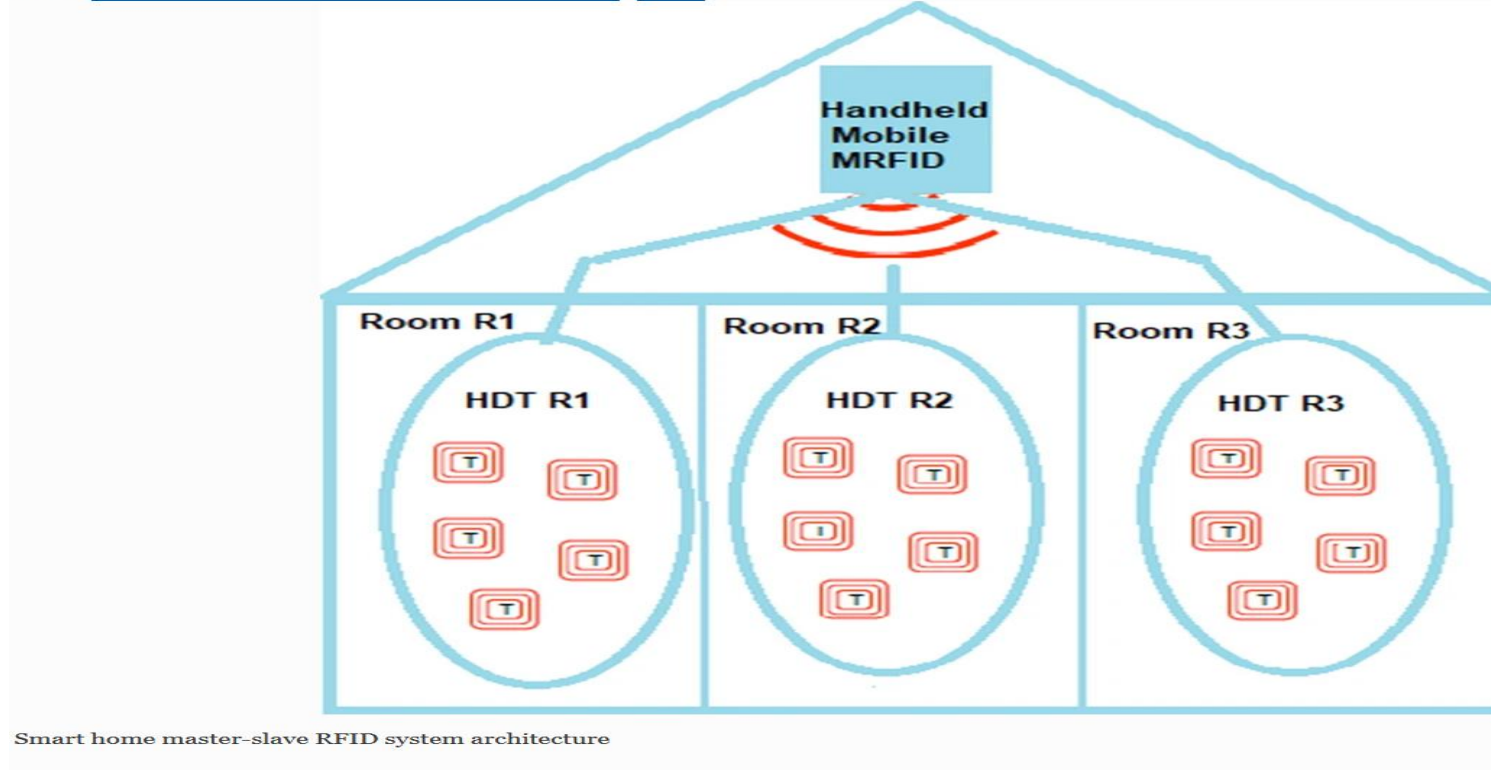 Handheld
Mobile
MRFID
Room R1
Room R2
Room R3
HDT R1
HDT R2
HDT R3
T
T
T
T
T
T
T
I
T
T
T
T
T
T
T
Smart home master-slave RFID system architecture